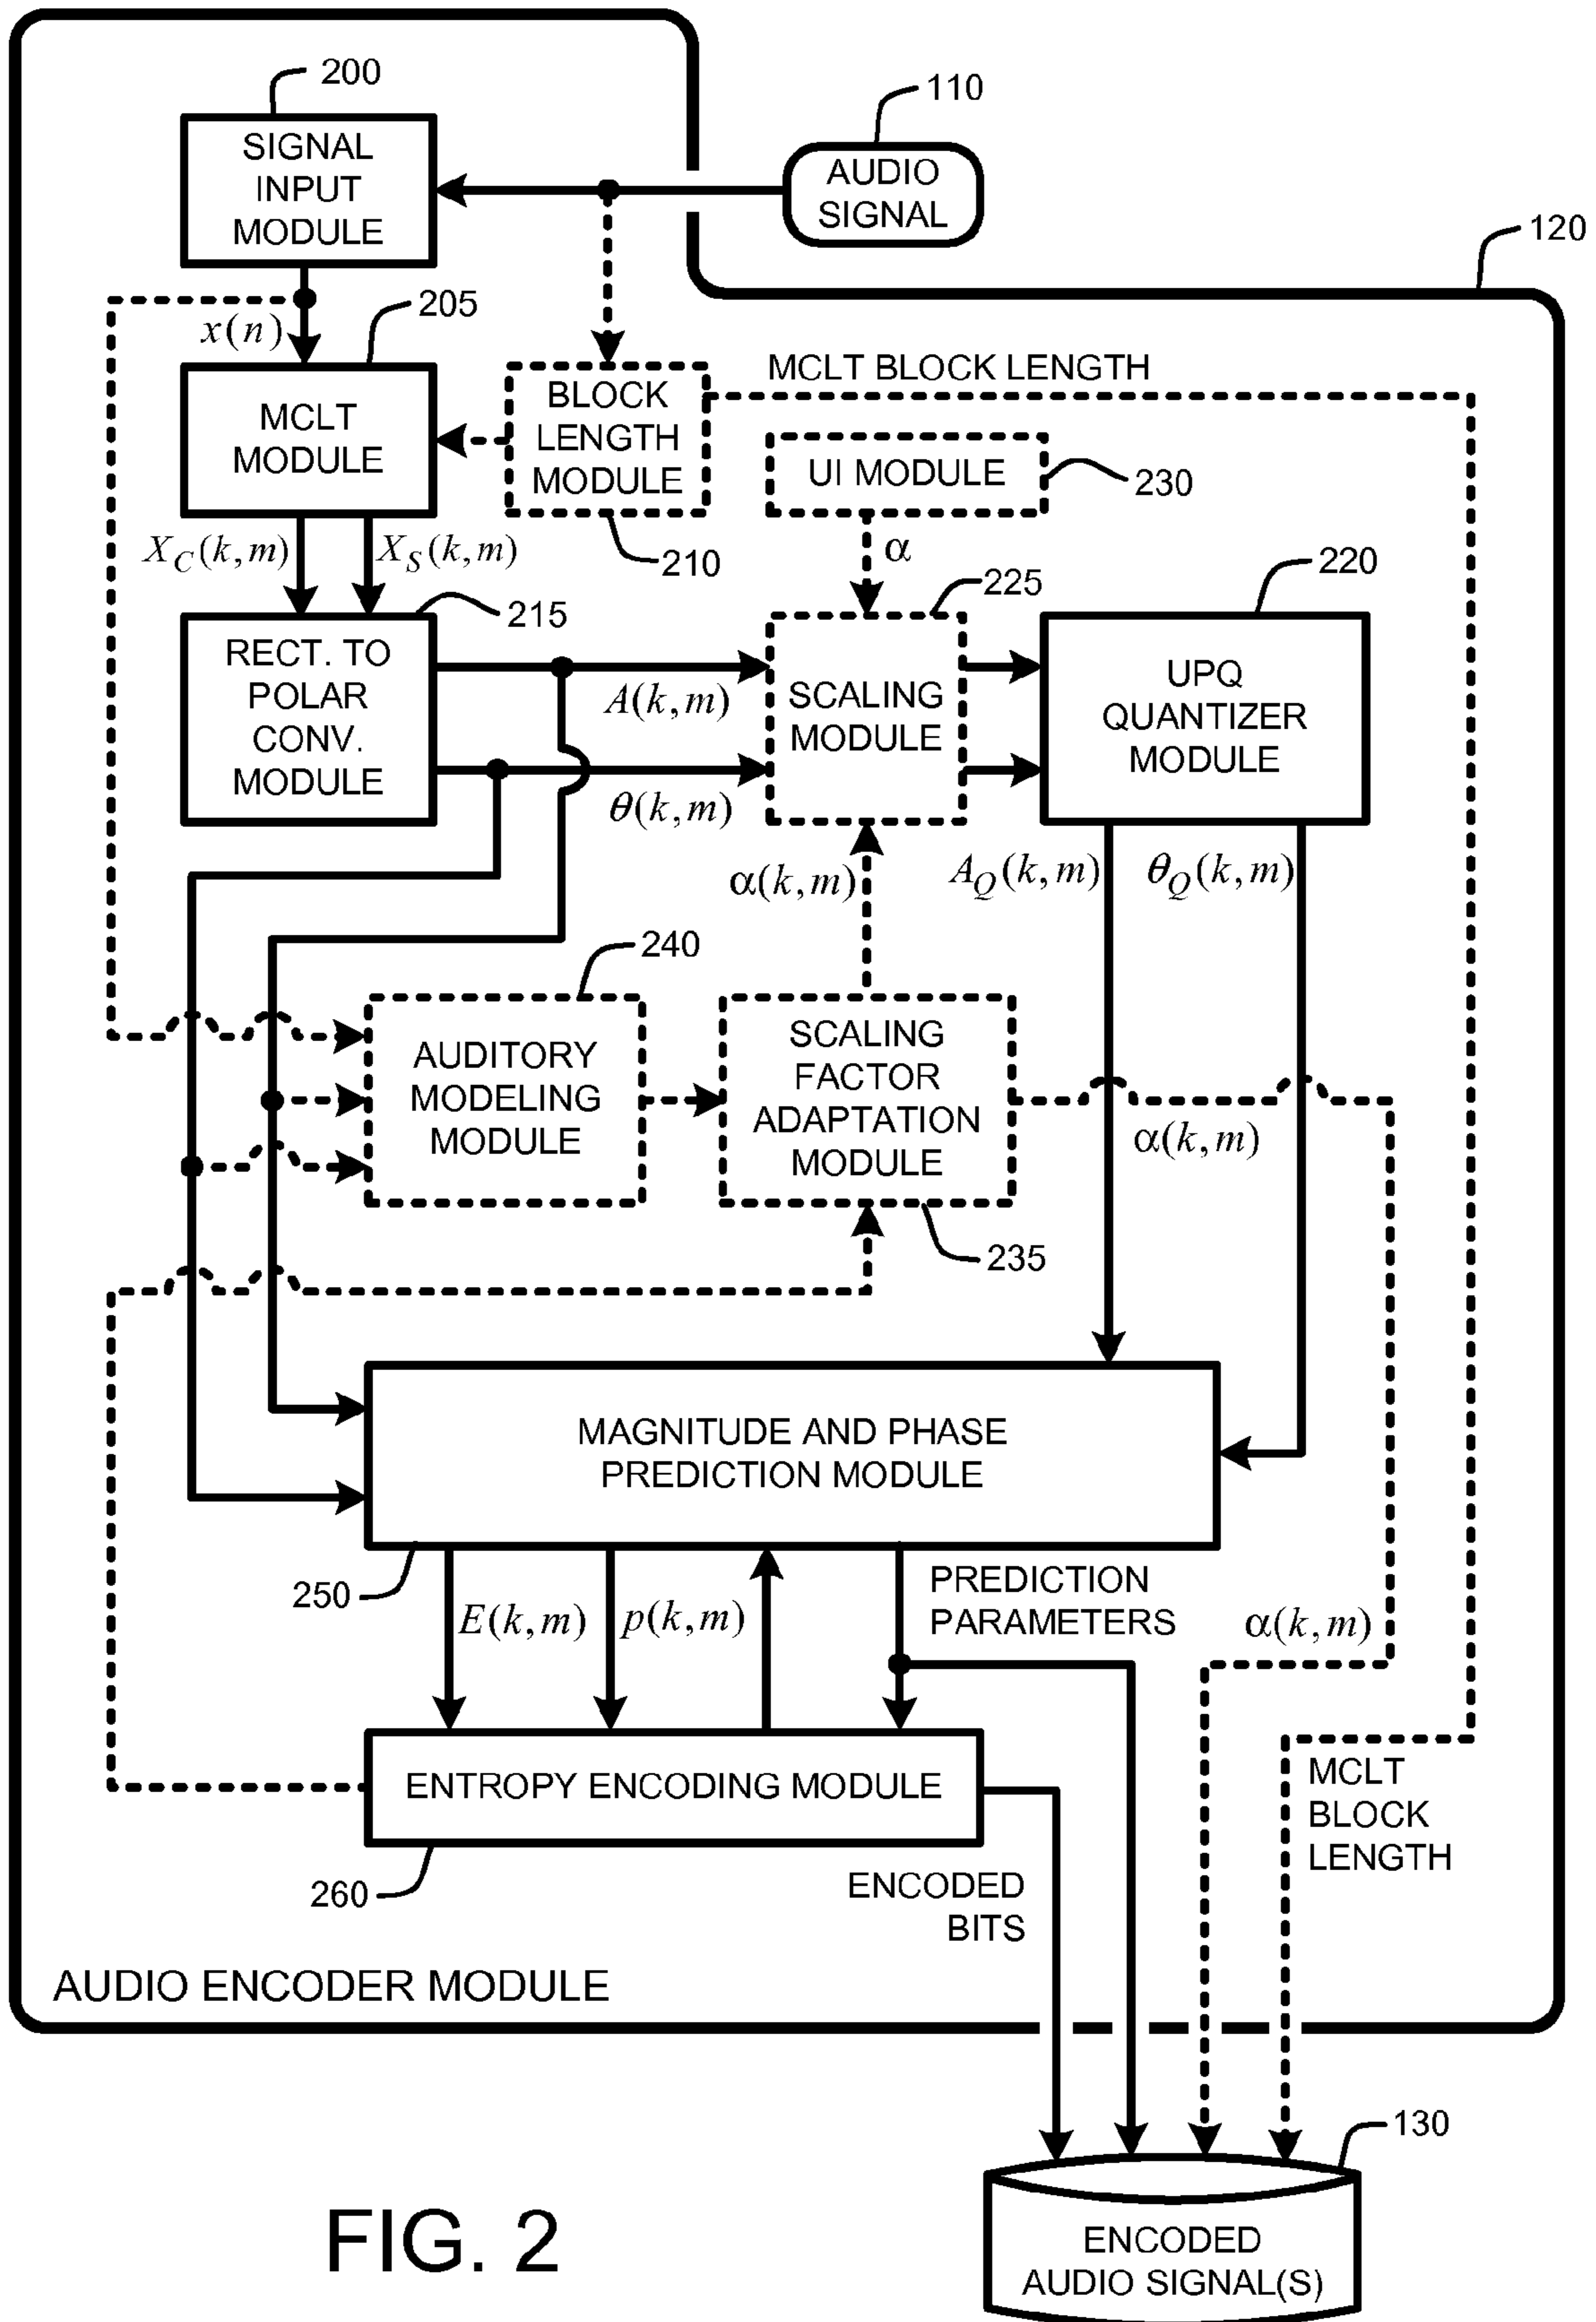 200
SIGNAL
INPUT
MODULE
110
AUDIO
SIGNAL
120
x(n)
205
MCLT
MODULE
BLOCK
LENGTH
MODULE
210
MCLT BLOCK LENGTH
UI MODULE
230
α
X_C(k,m)
X_S(k,m)
215
RECT. TO
POLAR
CONV.
MODULE
A(k,m)
θ(k,m)
225
SCALING
MODULE
220
UPQ
QUANTIZER
MODULE
α(k,m)
A_Q(k,m)
θ_Q(k,m)
240
AUDITORY
MODELING
MODULE
SCALING
FACTOR
ADAPTATION
MODULE
235
α(k,m)
MAGNITUDE AND PHASE
PREDICTION MODULE
250
E(k,m)
p(k,m)
PREDICTION
PARAMETERS
α(k,m)
ENTROPY ENCODING MODULE
260
ENCODED
BITS
MCLT
BLOCK
LENGTH
AUDIO ENCODER MODULE
130
ENCODED
AUDIO SIGNAL(S)
FIG. 2